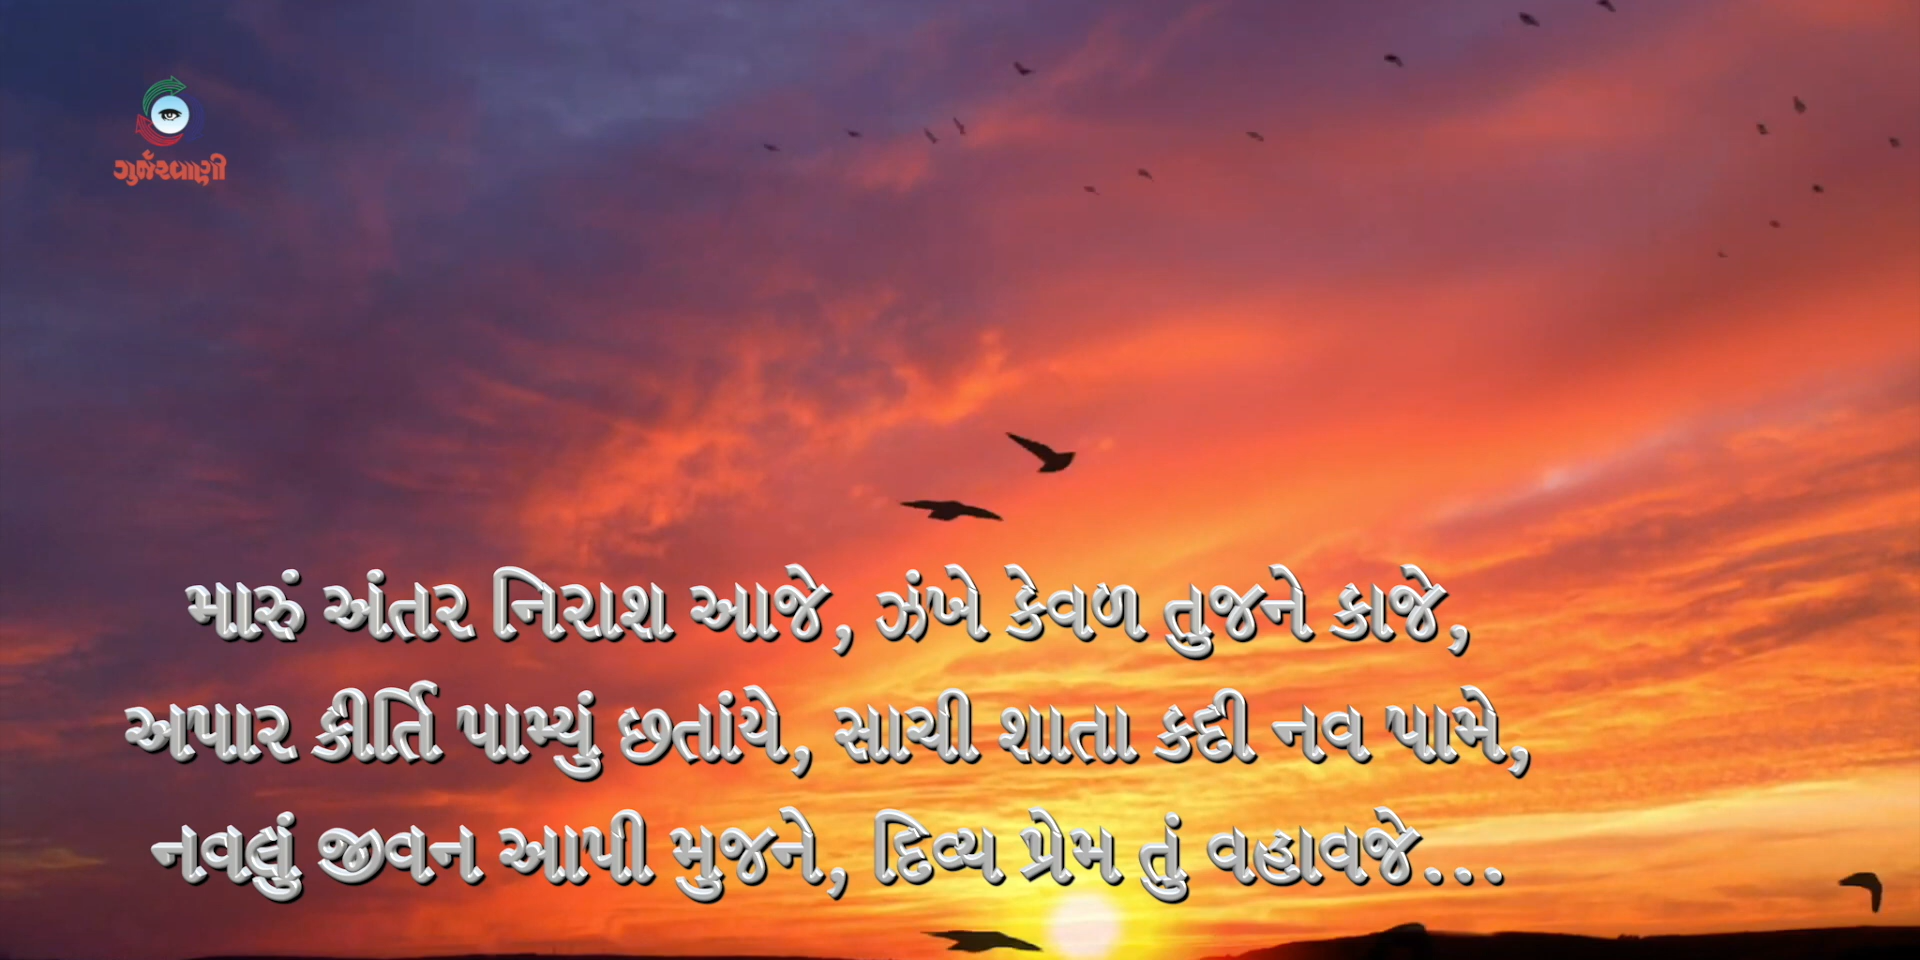 ગુર્જરવાણી
મારું અંતર નિરાશ આજે, ઝંખે કેવળ તુજને કાજે,
અપાર કીર્તિ પામ્યું છતાંયે, સાચી શાતા કદી નવ પામે,
નવલું જીવન આપી મુજને, દિવ્ય પ્રેમ તું વહાવજે...